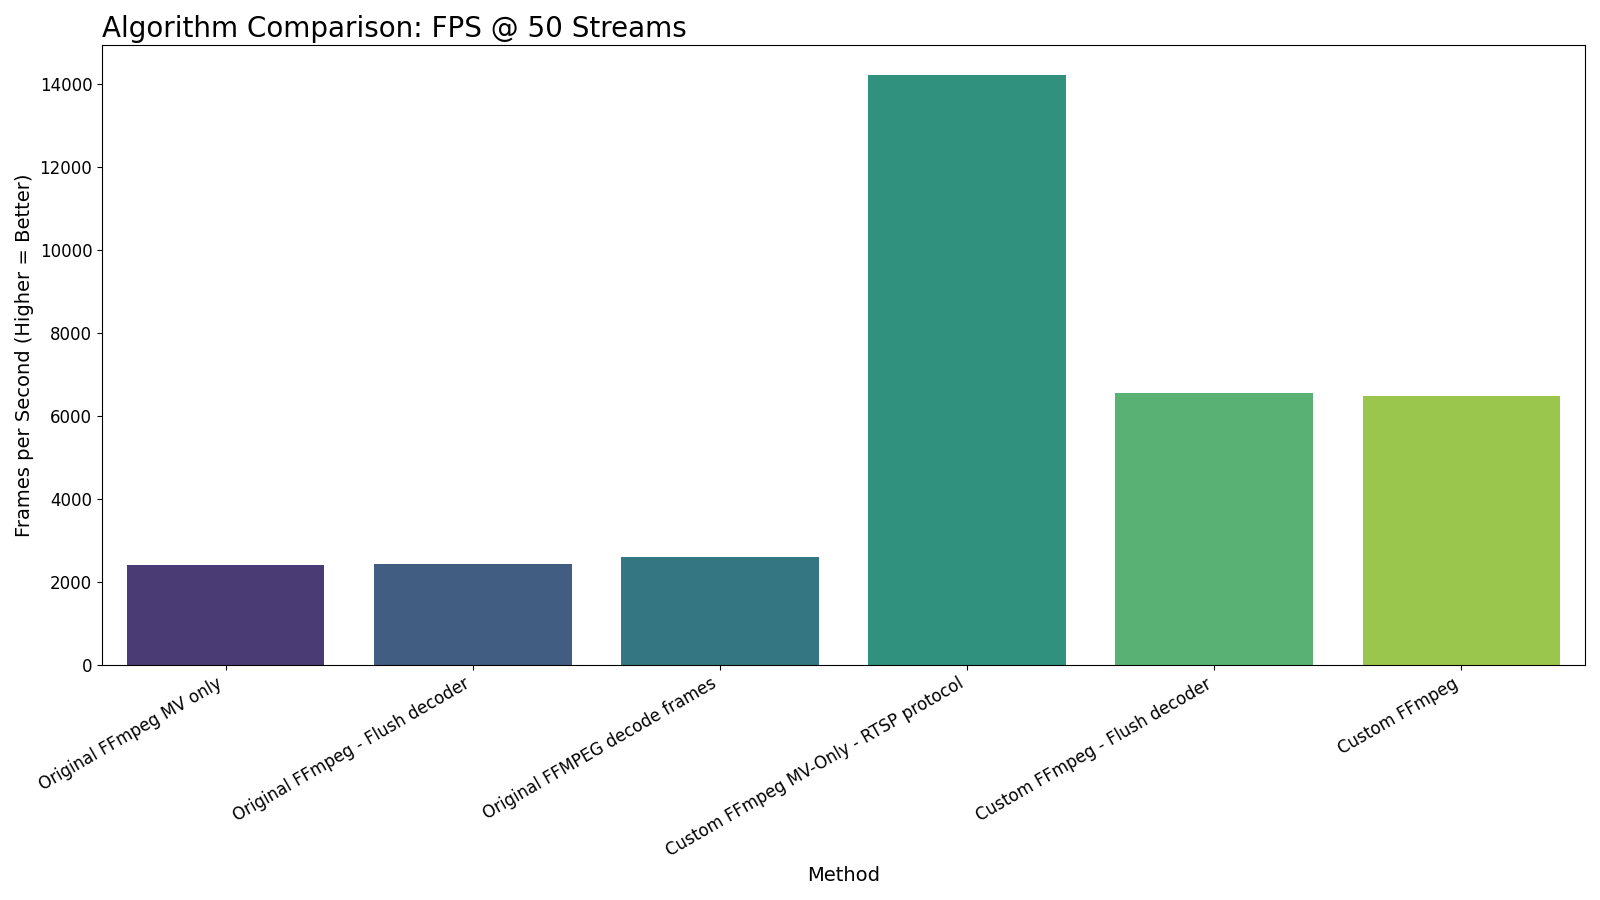 Algorithm Comparison: FPS @ 50 Streams
Frames per Second (Higher = Better)
14000
12000
10000
8000
6000
4000
2000
0
Original FFmpeg MV only
Original FFmpeg - Flush decoder
Original FFMPEG decode frames
Custom FFmpeg MV-Only - RTSP protocol
Custom FFmpeg - Flush decoder
Custom FFmpeg
Method